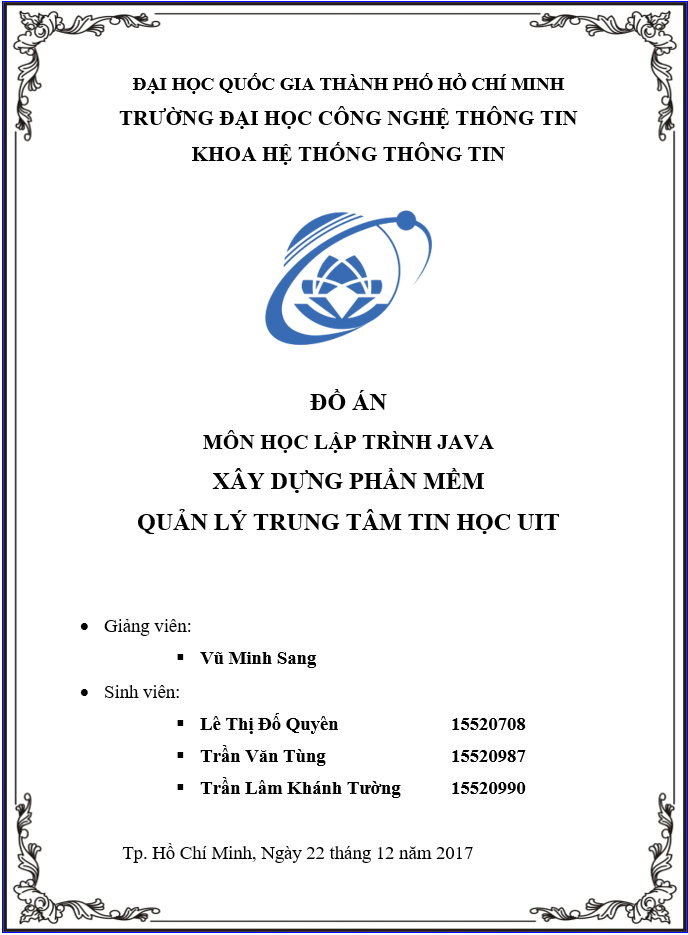 ĐẠI HỌC QUỐC GIA THÀNH PHỐ HỒ CHÍ MINH
TRƯỜNG ĐẠI HỌC CÔNG NGHỆ THÔNG TIN
KHOA HỆ THỐNG THÔNG TIN
ĐỒ ÁN
MÔN HỌC LẬP TRÌNH JAVA
XÂY DỰNG PHẦN MỀM
QUẢN LÝ TRUNG TÂM TIN HỌC UIT
• Giảng viên:
▪ Vũ Minh Sang
• Sinh viên:
▪ Lê Thị Đố Quyên 15520708
▪ Trần Văn Tùng 15520987
▪ Trần Lâm Khánh Tường 15520990
Tp. Hồ Chí Minh, Ngày 22 tháng 12 năm 2017